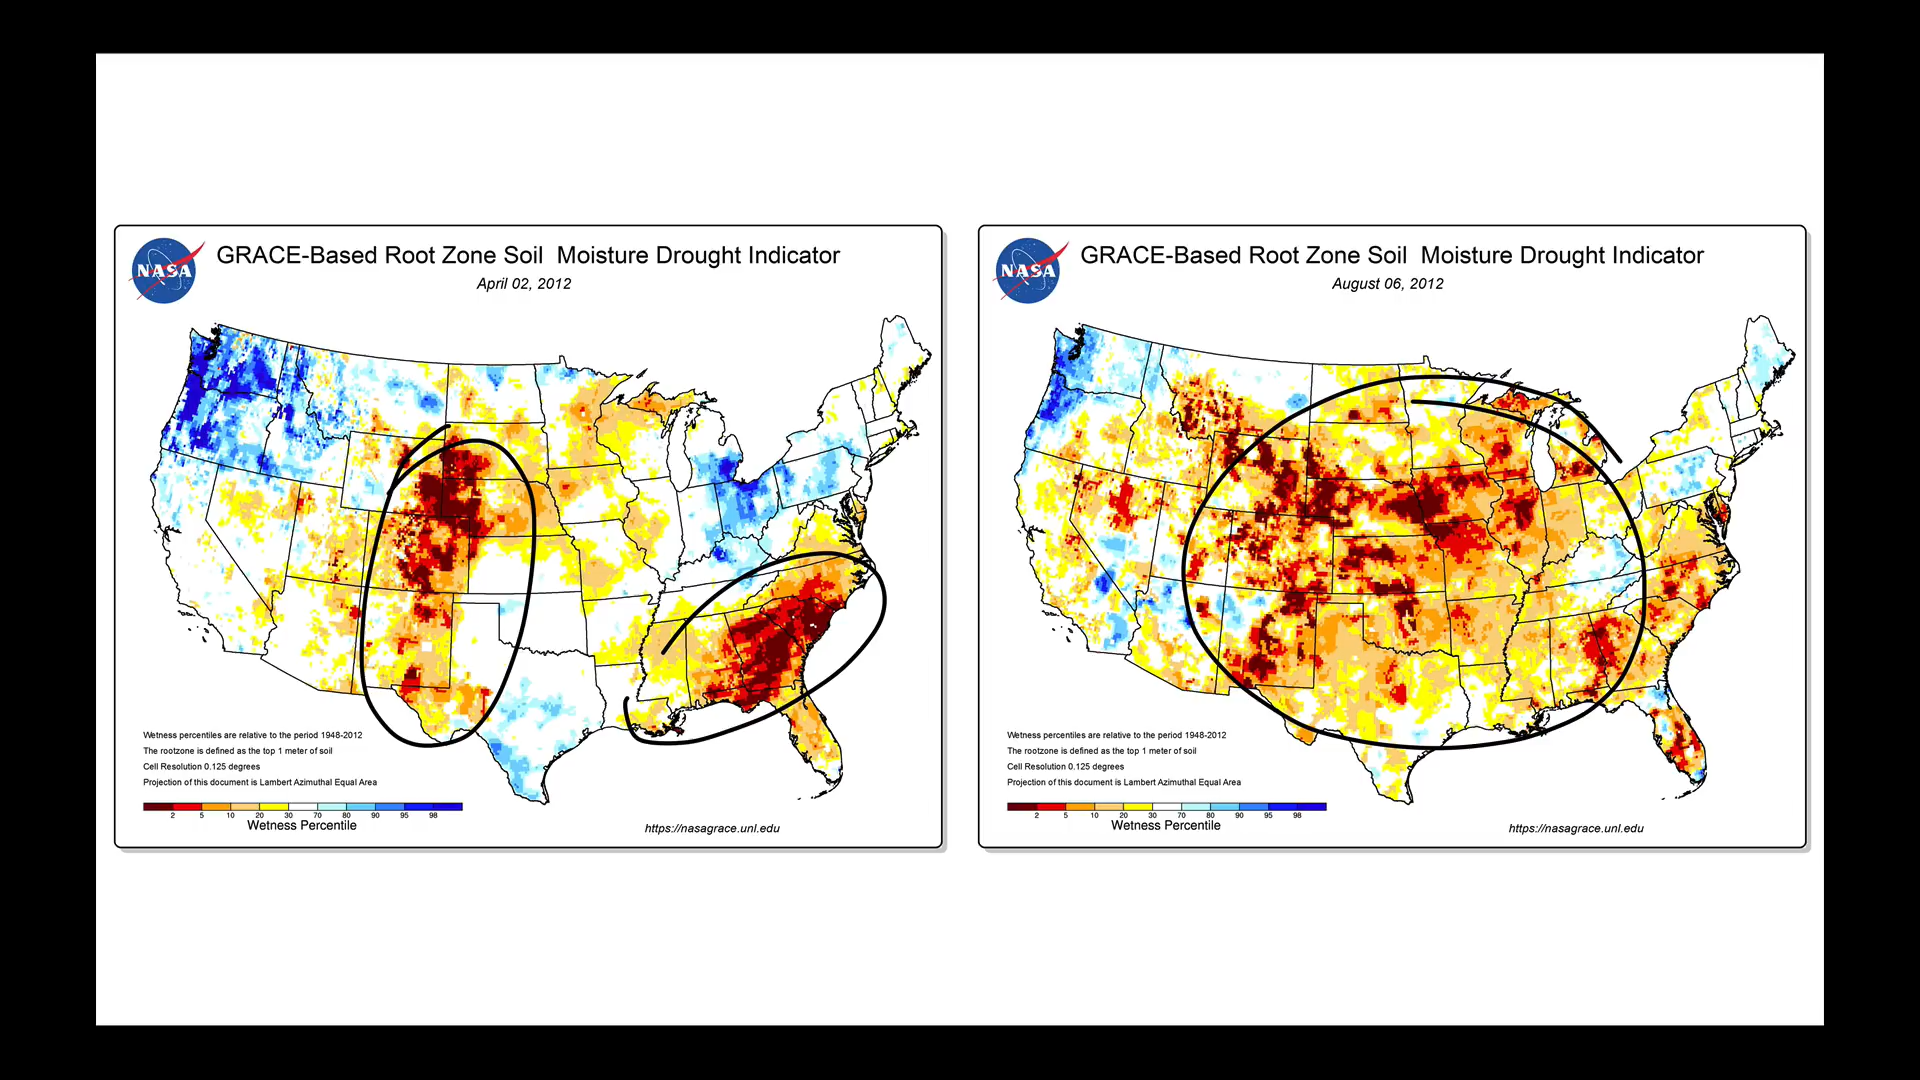 NASA
GRACE-Based Root Zone Soil Moisture Drought Indicator
April 02, 2012
Wetness percentiles are relative to the period 1948-2012
The rootzone is defined as the top 1 meter of soil
Cell Resolution 0.125 degrees
Projection of this document is Lambert Azimuthal Equal Area
2 5 10 20 30 70 80 90 95 98
Wetness Percentile
https://nasagrace.unl.edu
NASA
GRACE-Based Root Zone Soil Moisture Drought Indicator
August 06, 2012
Wetness percentiles are relative to the period 1948-2012
The rootzone is defined as the top 1 meter of soil
Cell Resolution 0.125 degrees
Projection of this document is Lambert Azimuthal Equal Area
2 5 10 20 30 70 80 90 95 98
Wetness Percentile
https://nasagrace.unl.edu